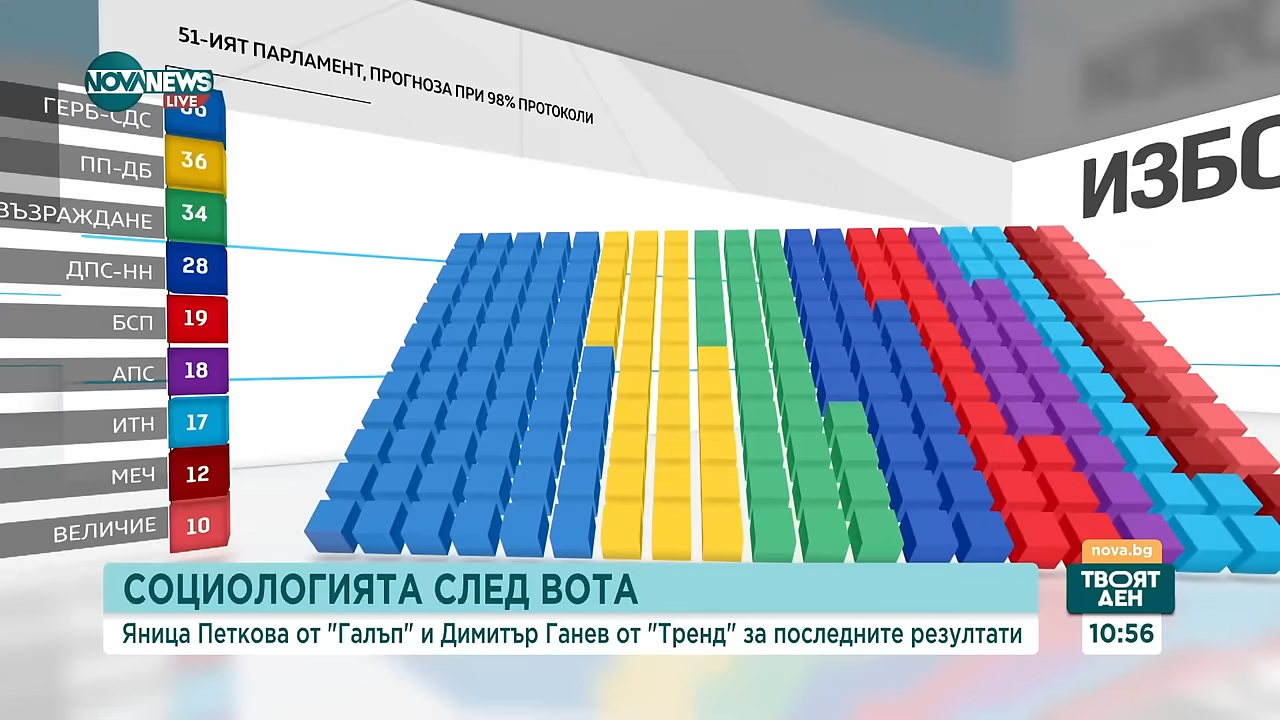 51-ИЯТ ПАРЛАМЕНТ, ПРОГНОЗА ПРИ 98% ПРОТОКОЛИ
NOVA NEWS
LIVE
ГЕРБ-СДС
ПП-ДБ 36
ВЪЗРАЖДАНЕ 34
ДПС-НН 28
БСП 19
АПС 18
ИТН 17
МЕЧ 12
ВЕЛИЧИЕ 10
СОЦИОЛОГИЯТА СЛЕД ВОТА
Яница Петкова от "Галъп" и Димитър Ганев от "Тренд" за последните резултати
nova.bg
ТВОЯТ
ДЕН
10:56